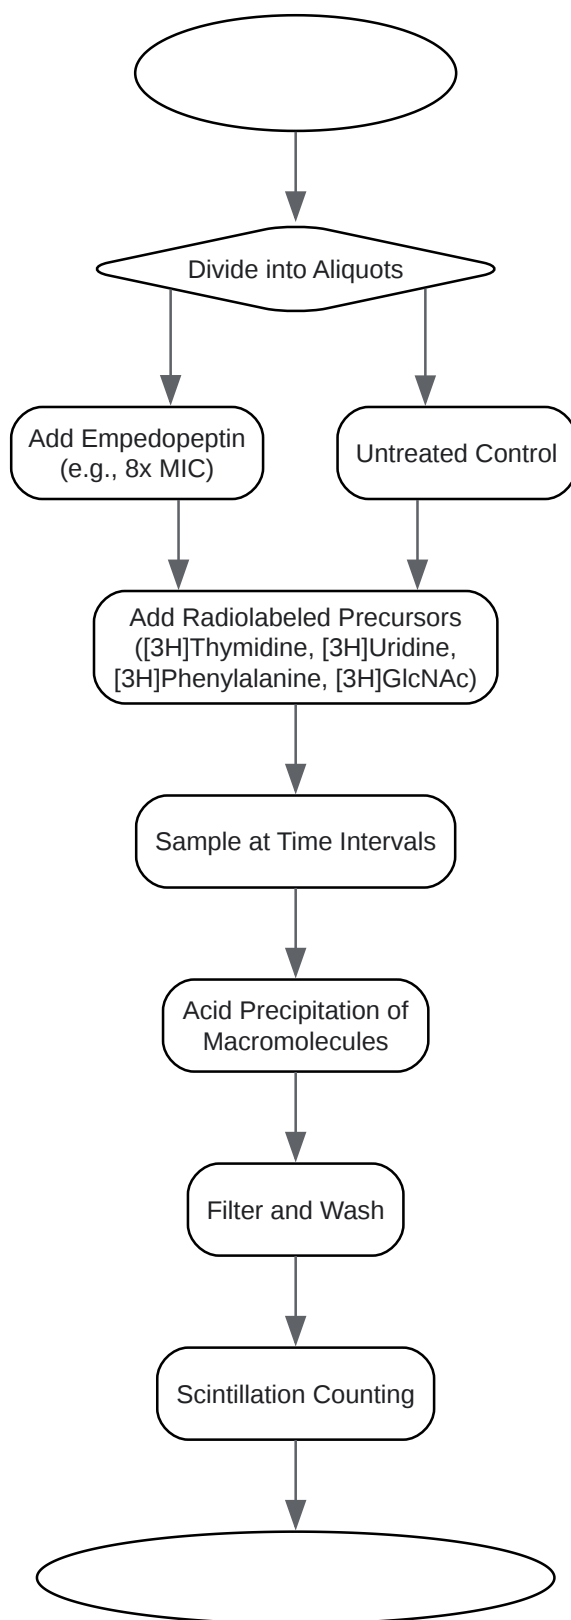 Divide into Aliquots
Add Empedopeptin
(e.g., 8x MIC)
Untreated Control
Add Radiolabeled Precursors
([3H]Thymidine, [3H]Uridine,
[3H]Phenylalanine, [3H]GlcNAc)
Sample at Time Intervals
Acid Precipitation of
Macromolecules
Filter and Wash
Scintillation Counting